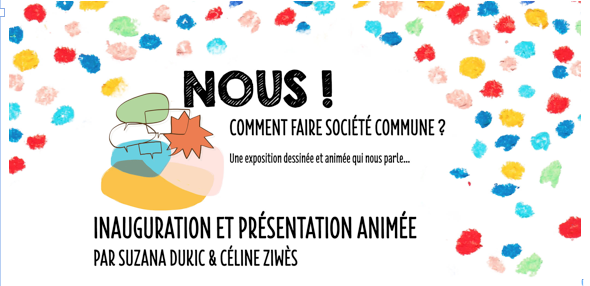 NOUS !
COMMENT FAIRE SOCIÉTÉ COMMUNE ?
Une exposition dessinée et animée qui nous parle...
INAUGURATION ET PRÉSENTATION ANIMÉE
PAR SUZANA DUKIC & CÉLINE ZIWÈS